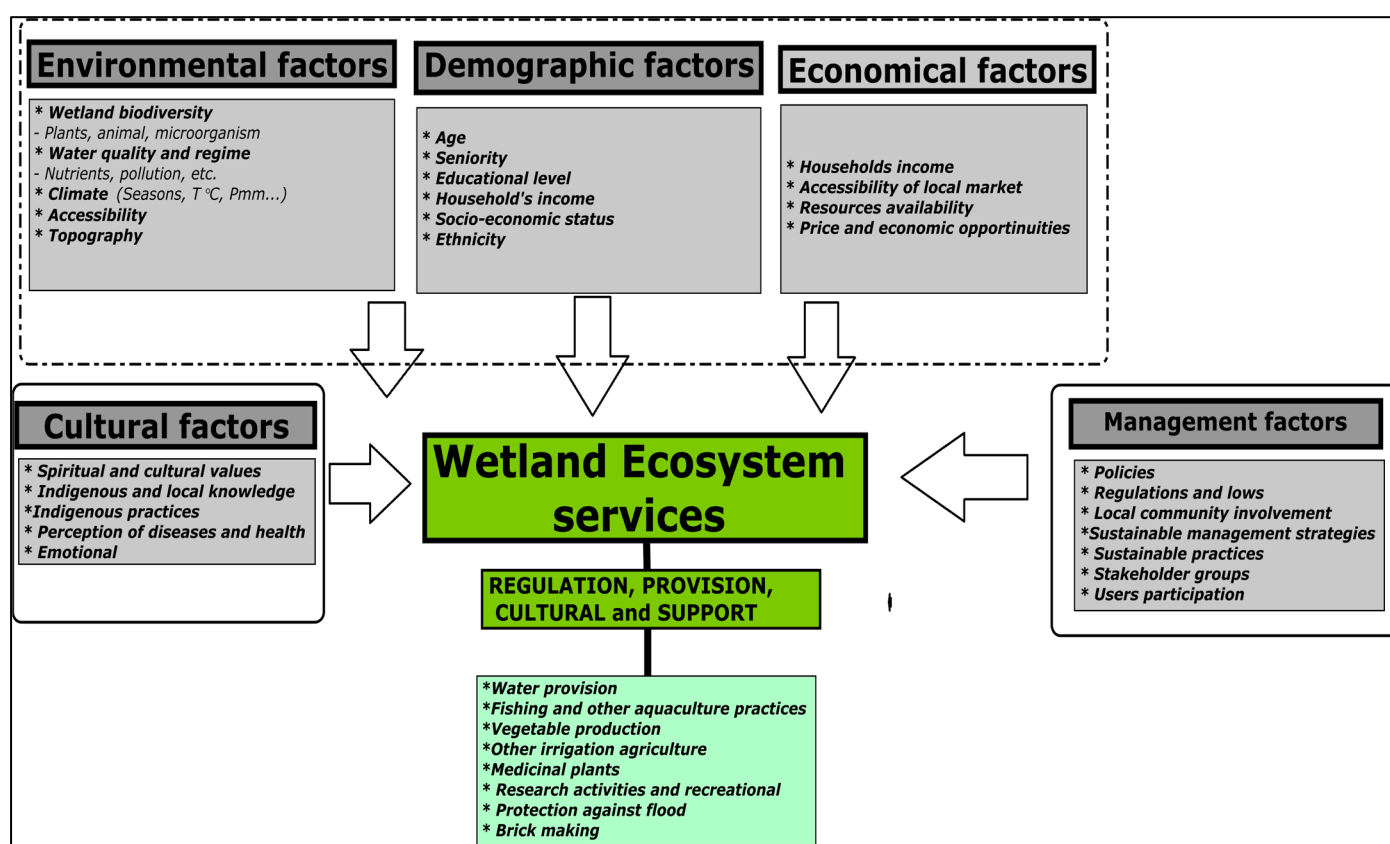 Environmental factors
* Wetland biodiversity
- Plants, animal, microorganism
* Water quality and regime
- Nutrients, pollution, etc.
* Climate (Seasons, T °C, Pmm...)
* Accessibility
* Topography
Demographic factors
* Age
* Seniority
* Educational level
* Household's income
* Socio-economic status
* Ethnicity
Economical factors
* Households income
* Accessibility of local market
* Resources availability
* Price and economic opportinuities
Cultural factors
* Spiritual and cultural values
* Indigenous and local knowledge
*Indigenous practices
* Perception of diseases and health
* Emotional
Wetland Ecosystem
services
Management factors
* Policies
* Regulations and lows
* Local community involvement
*Sustainable management strategies
* Sustainable practices
* Stakeholder groups
* Users participation
REGULATION, PROVISION,
CULTURAL and SUPPORT
*Water provision
*Fishing and other aquaculture practices
*Vegetable production
*Other irrigation agriculture
*Medicinal plants
* Research activities and recreational
* Protection against flood
* Brick making